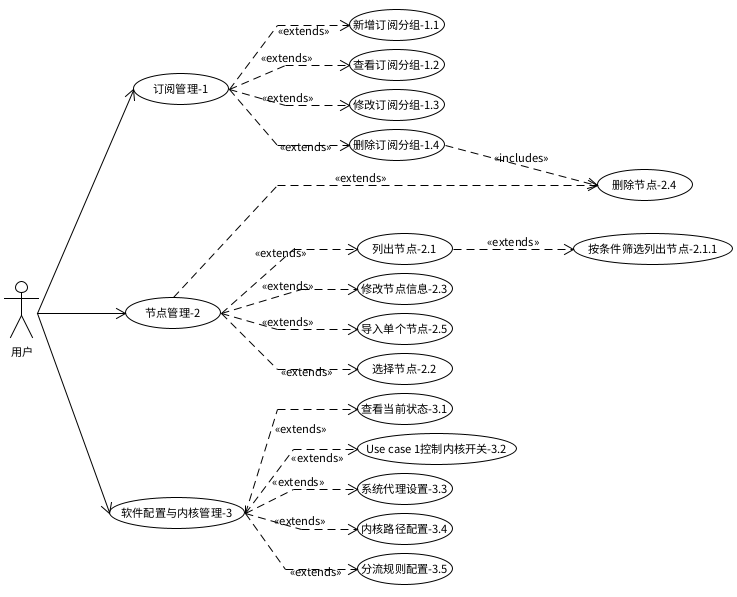 新增订阅分组-1.1
«extends»
查看订阅分组-1.2
«extends»
订阅管理-1
修改订阅分组-1.3
«extends»
删除订阅分组-1.4
«extends»
«includes»
删除节点-2.4
«extends»
列出节点-2.1
«extends»
按条件筛选列出节点-2.1.1
«extends»
修改节点信息-2.3
«extends»
节点管理-2
导入单个节点-2.5
«extends»
用户
选择节点-2.2
«extends»
查看当前状态-3.1
«extends»
Use case 1控制内核开关-3.2
«extends»
系统代理设置-3.3
«extends»
软件配置与内核管理-3
内核路径配置-3.4
«extends»
分流规则配置-3.5
«extends»